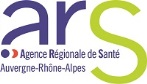 ars
Agence Régionale de Santé
Auvergne-Rhône-Alpes